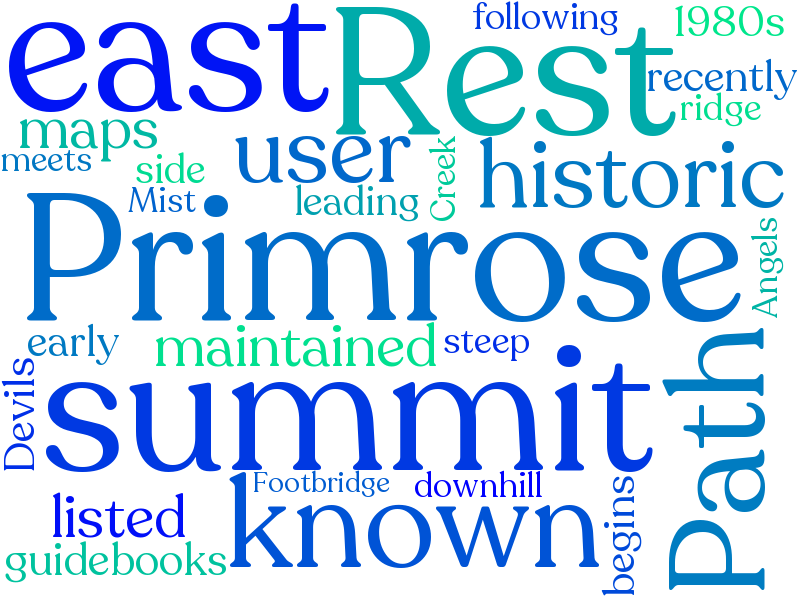 east
Rest
following
1980s
recently
ridge
maps
meets
side
user
Creek
historic
Mist
leading
Primrose
Angels
early
maintained
steep
Path
Devils
summit
Footbridge
downhill
listed
known
begins
guidebooks